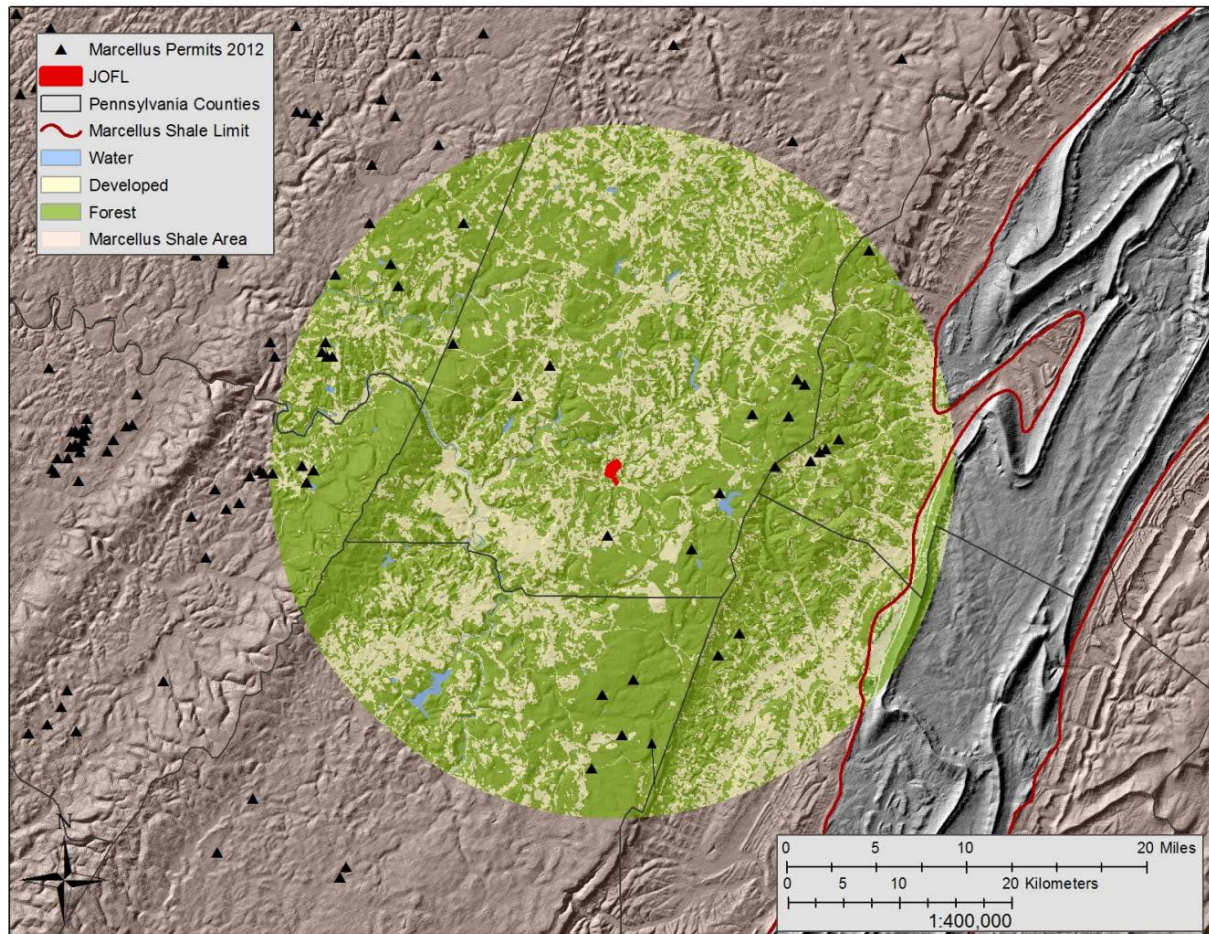 Marcellus Permits 2012
JOFL
Pennsylvania Counties
Marcellus Shale Limit
Water
Developed
Forest
Marcellus Shale Area
N
0 5 10 20 Miles
0 5 10 20 Kilometers
1:400,000